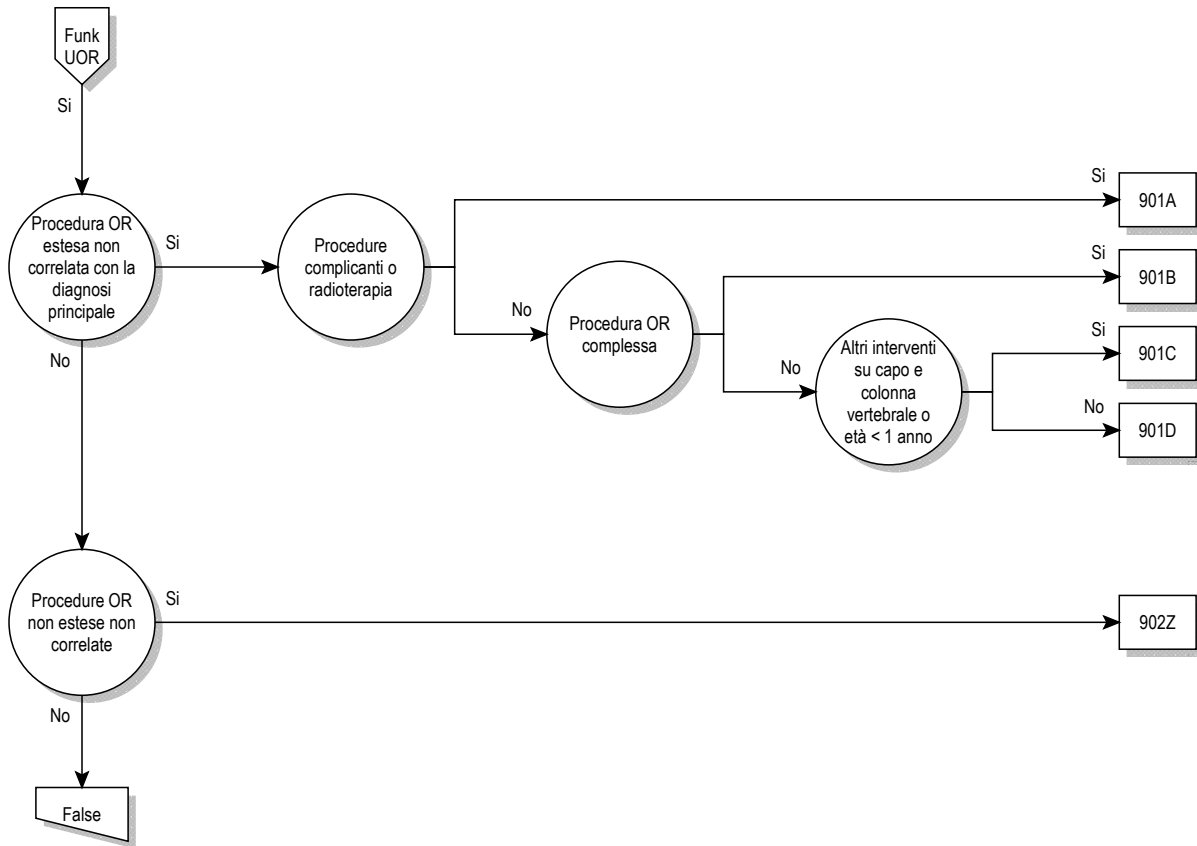 Funk
UOR
Si
Procedura OR
estesa non
correlata con la
diagnosi
principale
Si
Procedure
complicanti o
radioterapia
Si
901A
No
Procedura OR
complessa
Si
901B
No
Altri interventi
su capo e
colonna
vertebrale o
età < 1 anno
Si
901C
No
901D
No
Procedure OR
non estese non
correlate
Si
902Z
No
False